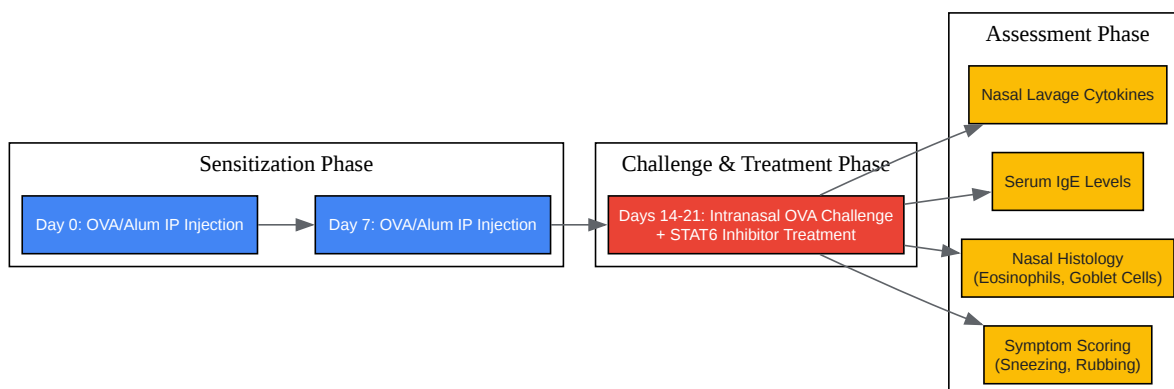 Sensitization Phase
Day 0: OVA/Alum IP Injection
Day 7: OVA/Alum IP Injection
Challenge & Treatment Phase
Days 14-21: Intranasal OVA Challenge
+ STAT6 Inhibitor Treatment
Assessment Phase
Nasal Lavage Cytokines
Serum IgE Levels
Nasal Histology
(Eosinophils, Goblet Cells)
Symptom Scoring
(Sneezing, Rubbing)